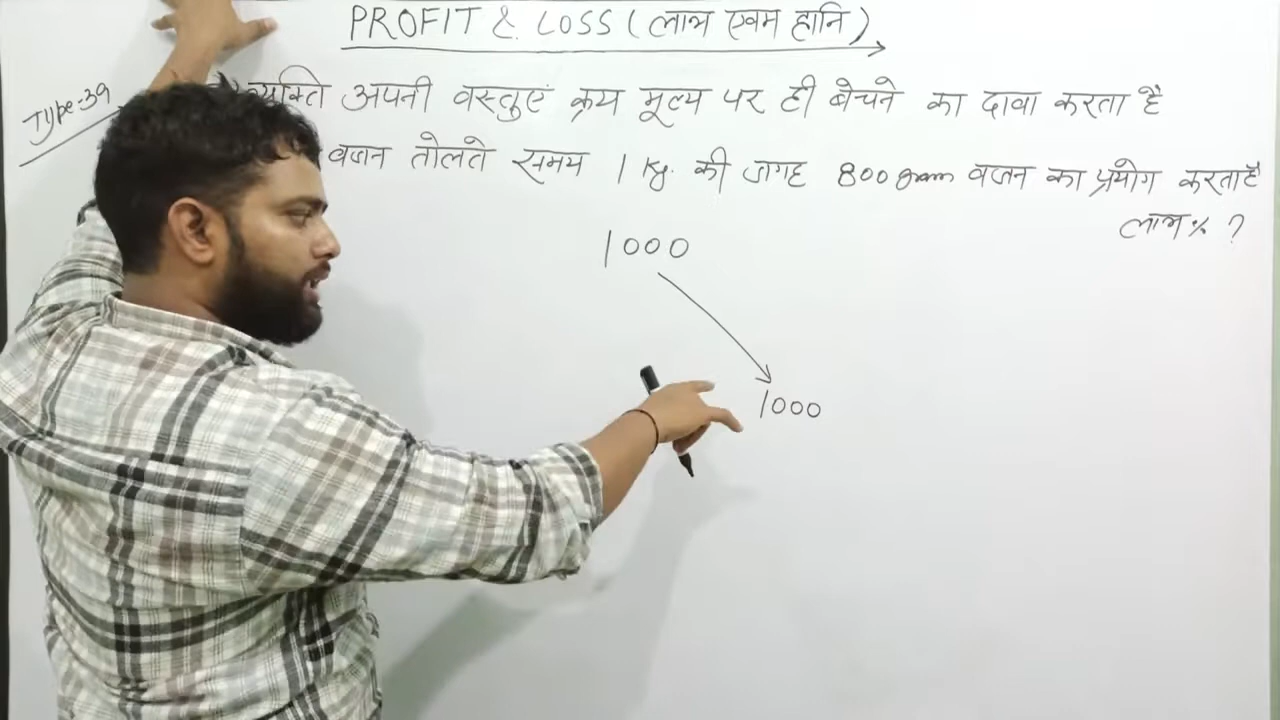 PROFIT & LOSS (लाभ एवम हानि)
Type-39
व्यक्ति अपनी वस्तुएं क्रय मूल्य पर ही बेचने का दावा करता है
वजन तोलते समय 1 Kg. की जगह 800 gram वजन का प्रयोग करता है
लाभ % ?
1000
1000